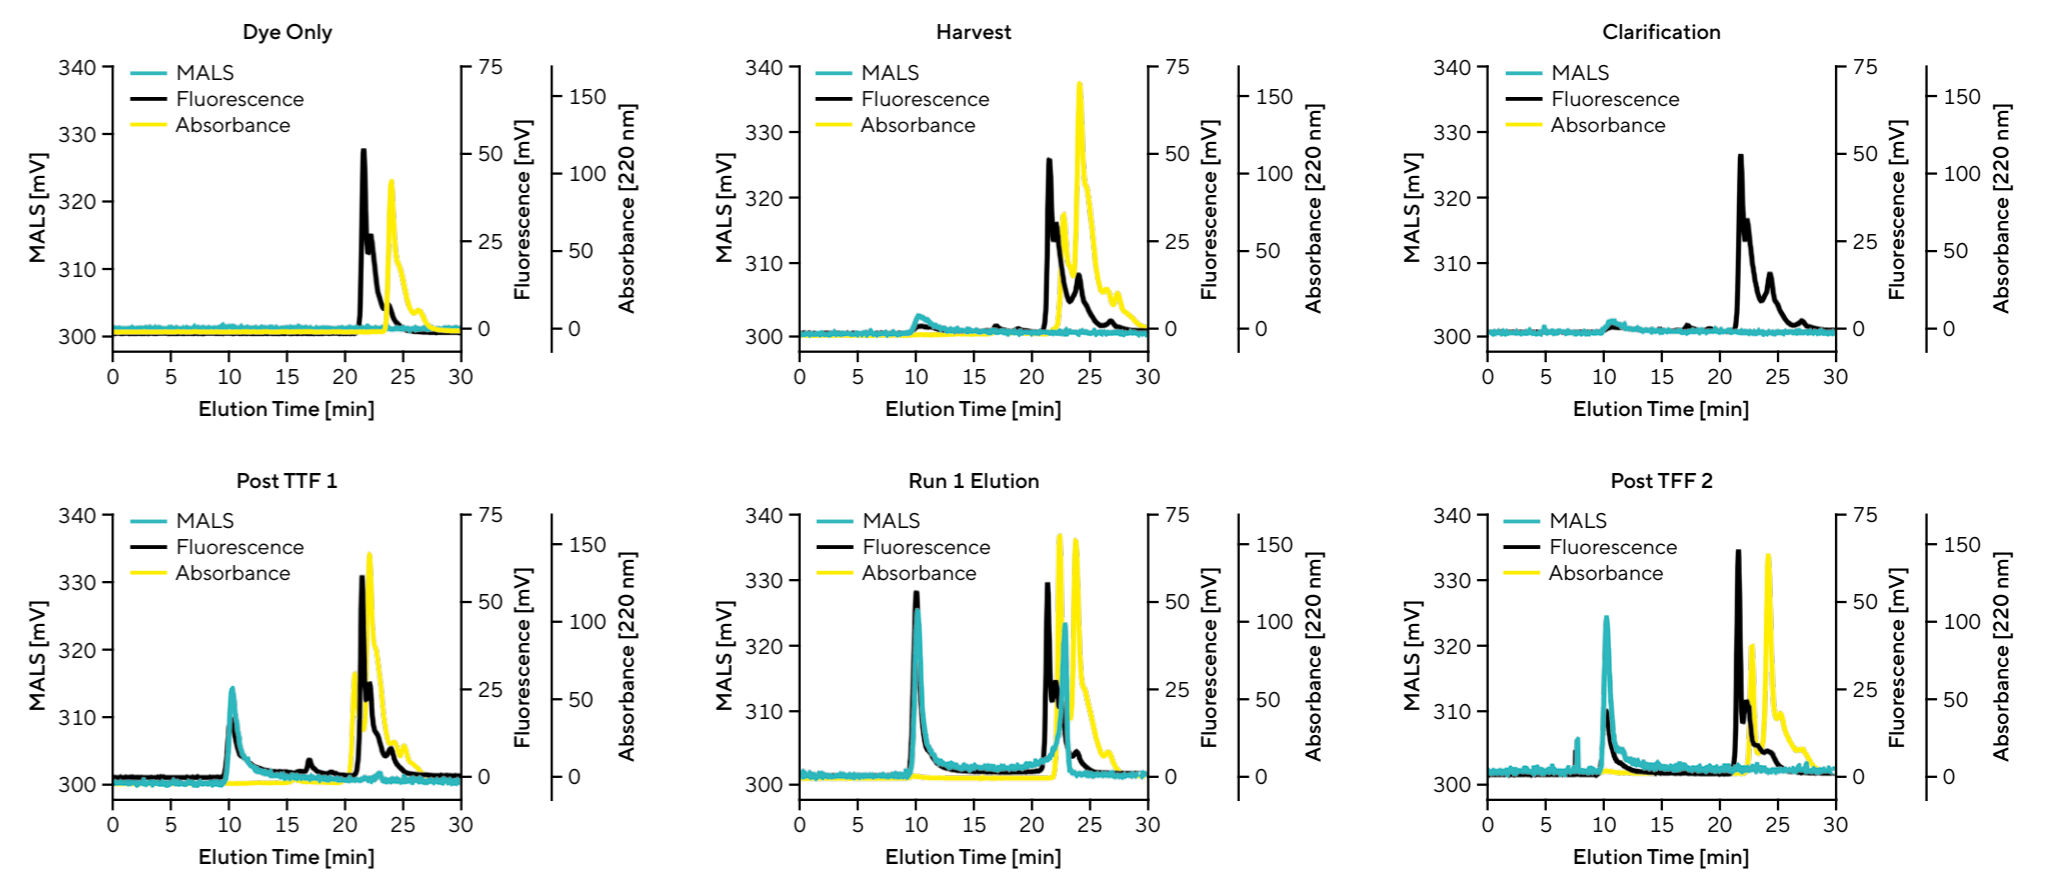 Dye Only
MALS
Fluorescence
Absorbance
340
330
320
310
300
MALS [mV]
75
50
25
0
Fluorescence [mV]
150
100
50
0
Absorbance [220 nm]
0 5 10 15 20 25 30
Elution Time [min]
Harvest
MALS
Fluorescence
Absorbance
340
330
320
310
300
MALS [mV]
75
50
25
0
Fluorescence [mV]
150
100
50
0
Absorbance [220 nm]
0 5 10 15 20 25 30
Elution Time [min]
Clarification
MALS
Fluorescence
Absorbance
340
330
320
310
300
MALS [mV]
75
50
25
0
Fluorescence [mV]
150
100
50
0
Absorbance [220 nm]
0 5 10 15 20 25 30
Elution Time [min]
Post TTF 1
MALS
Fluorescence
Absorbance
340
330
320
310
300
MALS [mV]
75
50
25
0
Fluorescence [mV]
150
100
50
0
Absorbance [220 nm]
0 5 10 15 20 25 30
Elution Time [min]
Run 1 Elution
MALS
Fluorescence
Absorbance
340
330
320
310
300
MALS [mV]
75
50
25
0
Fluorescence [mV]
150
100
50
0
Absorbance [220 nm]
0 5 10 15 20 25 30
Elution Time [min]
Post TFF 2
MALS
Fluorescence
Absorbance
340
330
320
310
300
MALS [mV]
75
50
25
0
Fluorescence [mV]
150
100
50
0
Absorbance [220 nm]
0 5 10 15 20 25 30
Elution Time [min]